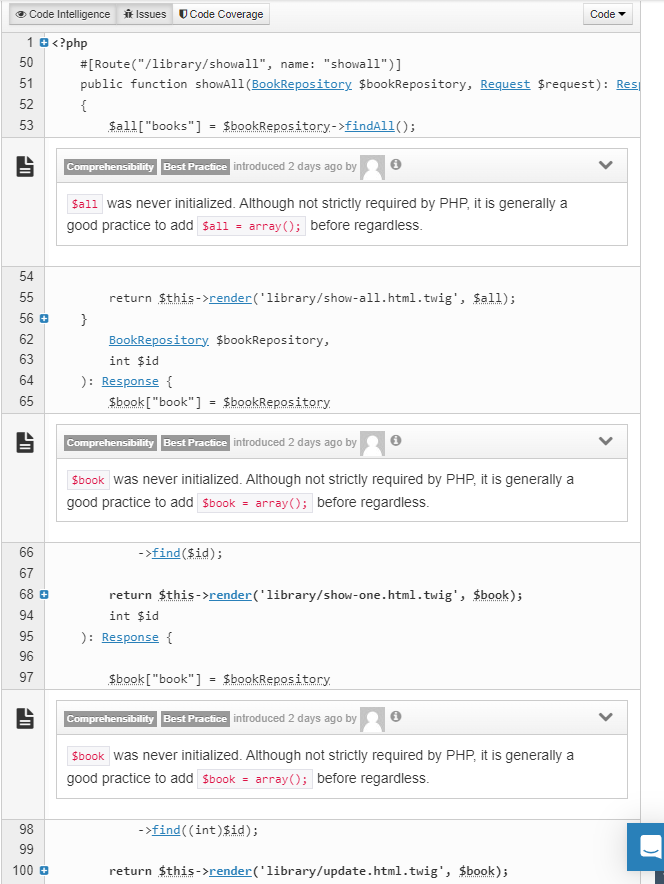 Code Intelligence Issues Code Coverage Code
1 <?php
50 #[Route("/library/showall", name: "showall")]
51 public function showAll(BookRepository $bookRepository, Request $request): Resp
52 {
53 $all["books"] = $bookRepository->findAll();
Comprehensibility Best Practice introduced 2 days ago by
$all was never initialized. Although not strictly required by PHP, it is generally a
good practice to add $all = array(); before regardless.
54
55 return $this->render('library/show-all.html.twig', $all);
56 }
62 BookRepository $bookRepository,
63 int $id
64 ): Response {
65 $book["book"] = $bookRepository
Comprehensibility Best Practice introduced 2 days ago by
$book was never initialized. Although not strictly required by PHP, it is generally a
good practice to add $book = array(); before regardless.
66 ->find($id);
67
68 return $this->render('library/show-one.html.twig', $book);
94 int $id
95 ): Response {
96
97 $book["book"] = $bookRepository
Comprehensibility Best Practice introduced 2 days ago by
$book was never initialized. Although not strictly required by PHP, it is generally a
good practice to add $book = array(); before regardless.
98 ->find((int)$id);
99
100 return $this->render('library/update.html.twig', $book);